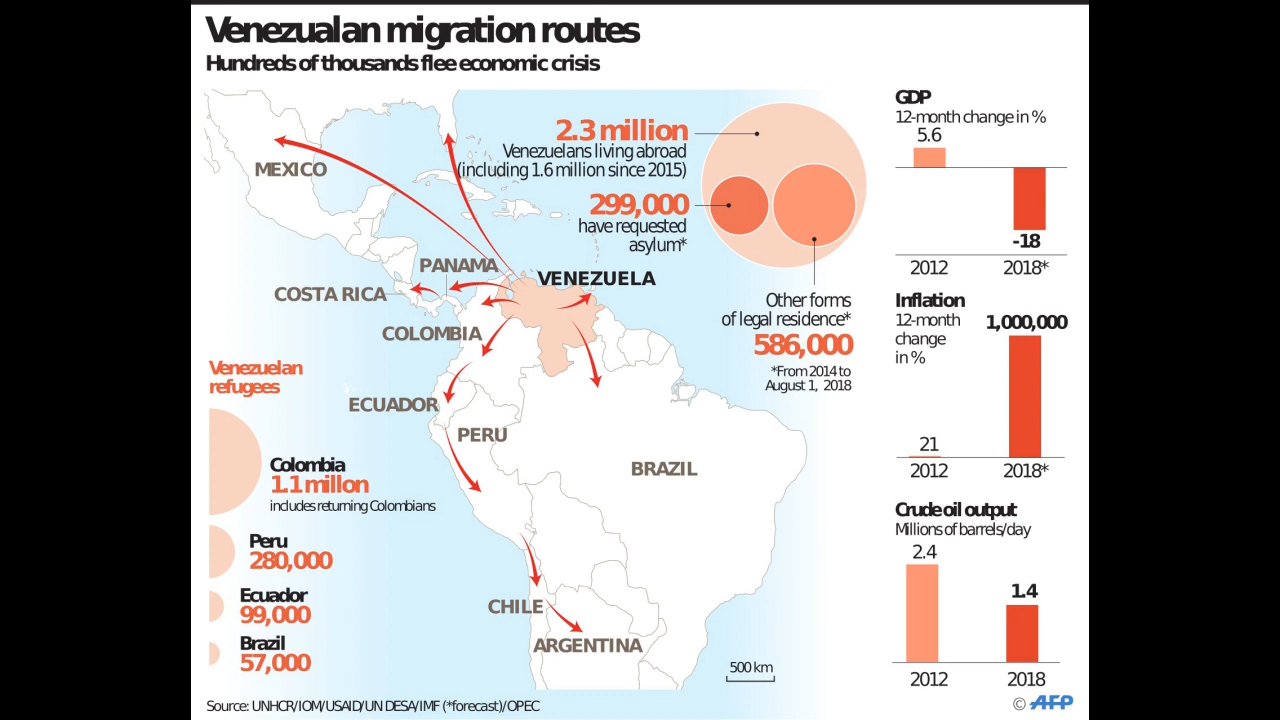 Venezualan migration routes
Hundreds of thousands flee economic crisis
MEXICO
PANAMA
COSTA RICA
VENEZUELA
COLOMBIA
ECUADOR
PERU
BRAZIL
CHILE
ARGENTINA
500 km
2.3 million
Venezuelans living abroad
(including 1.6 million since 2015)
299,000
have requested
asylum*
Other forms
of legal residence*
586,000
*From 2014 to
August 1, 2018
Venezuelan
refugees
Colombia
1.1 millon
includes returning Colombians
Peru
280,000
Ecuador
99,000
Brazil
57,000
GDP
12-month change in %
5.6
-18
2012 2018*
Inflation
12-month
change
in %
1,000,000
21
2012 2018*
Crude oil output
Millions of barrels/day
2.4
1.4
2012 2018
Source: UNHCR/IOM/USAID/UN DESA/IMF (*forecast)/OPEC
© AFP